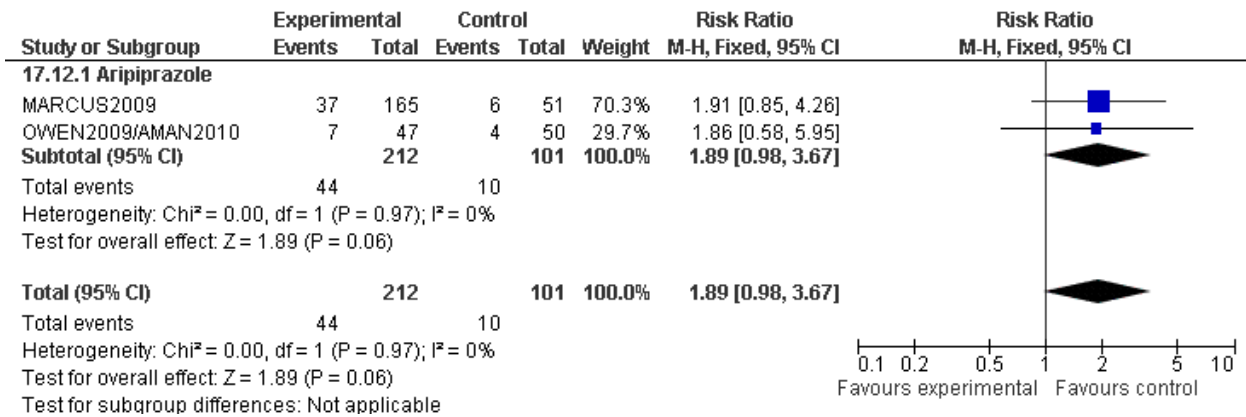 Experimental Control Risk Ratio Risk Ratio
Study or Subgroup Events Total Events Total Weight M-H, Fixed, 95% CI M-H, Fixed, 95% CI
17.12.1 Aripiprazole
MARCUS2009 37 165 6 51 70.3% 1.91 [0.85, 4.26]
OWEN2009/AMAN2010 7 47 4 50 29.7% 1.86 [0.58, 5.95]
Subtotal (95% CI) 212 101 100.0% 1.89 [0.98, 3.67]
Total events 44 10
Heterogeneity: Chi² = 0.00, df = 1 (P = 0.97); I² = 0%
Test for overall effect: Z = 1.89 (P = 0.06)
Total (95% CI) 212 101 100.0% 1.89 [0.98, 3.67]
Total events 44 10
Heterogeneity: Chi² = 0.00, df = 1 (P = 0.97); I² = 0%
Test for overall effect: Z = 1.89 (P = 0.06)
Test for subgroup differences: Not applicable
0.1 0.2 0.5 1 2 5 10
Favours experimental Favours control